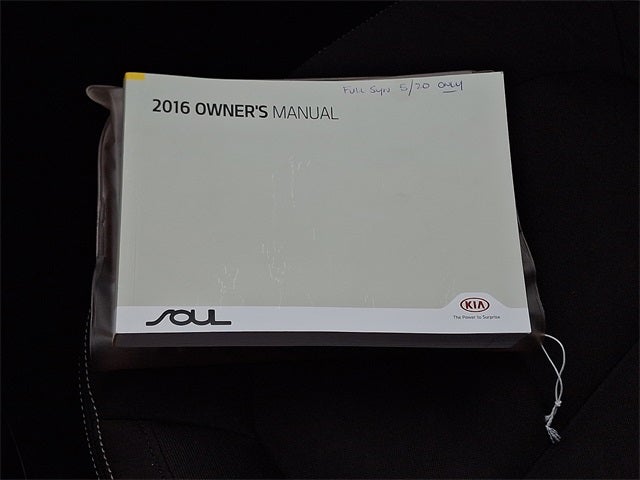 Full Syn 5/20 Only
2016 OWNER'S MANUAL
SOUL
KIA
The Power to Surprise